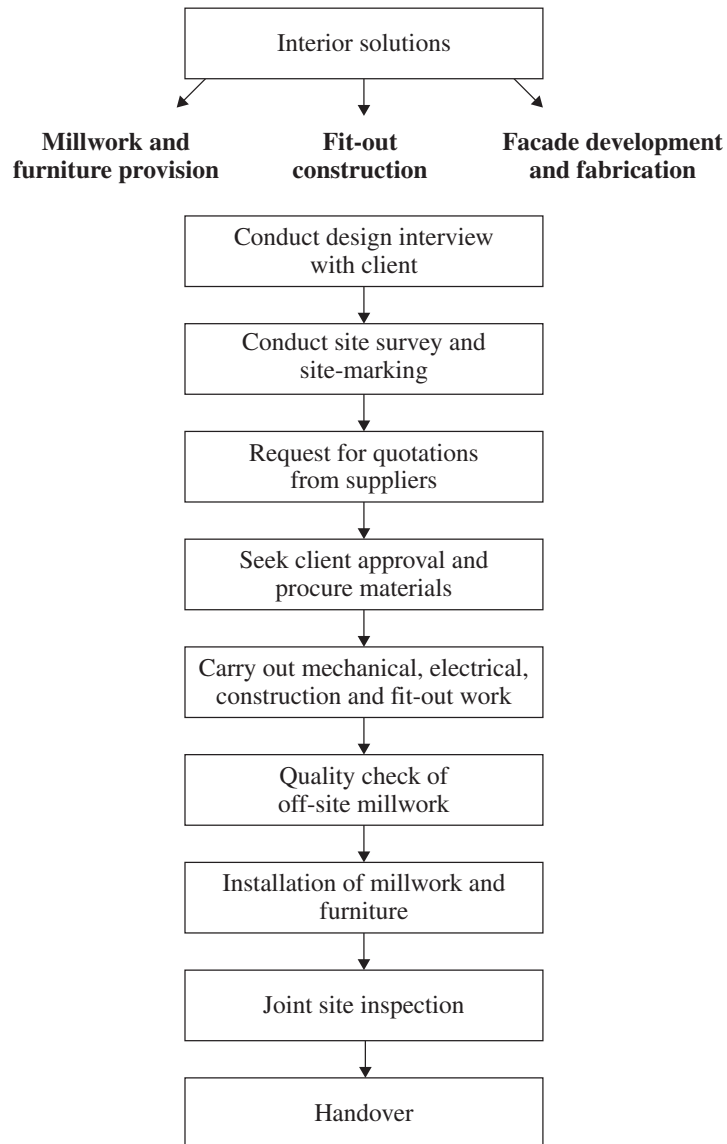 Interior solutions
Millwork and
furniture provision
Fit-out
construction
Facade development
and fabrication
Conduct design interview
with client
Conduct site survey and
site-marking
Request for quotations
from suppliers
Seek client approval and
procure materials
Carry out mechanical, electrical,
construction and fit-out work
Quality check of
off-site millwork
Installation of millwork and
furniture
Joint site inspection
Handover